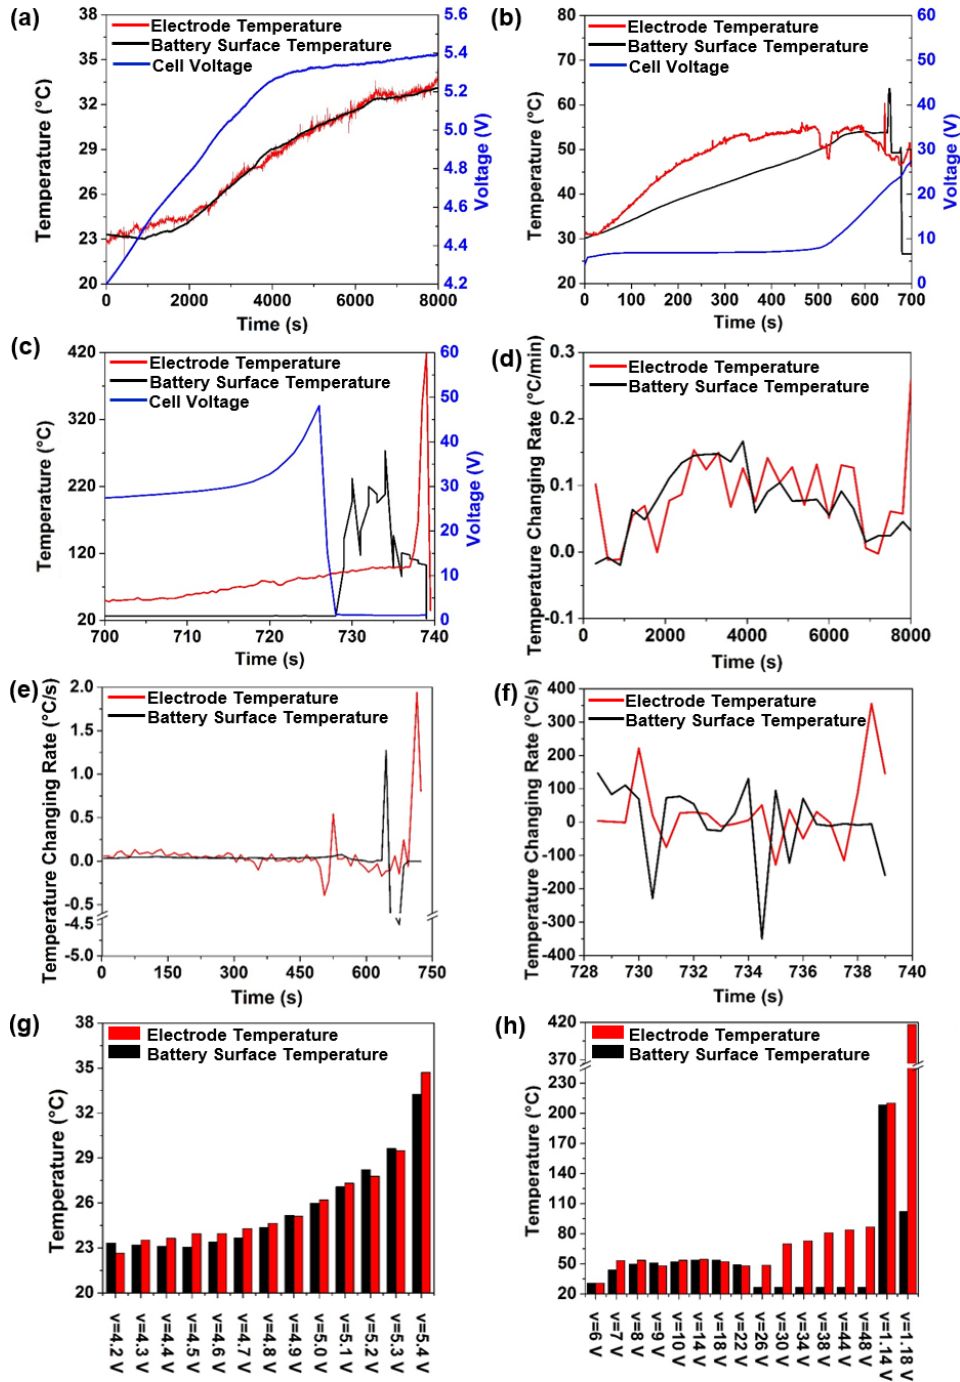 (a)
38
35
32
29
26
23
20
Temperature (°C)
Electrode Temperature
Battery Surface Temperature
Cell Voltage
5.6
5.4
5.2
5.0
4.8
4.6
4.4
4.2
Voltage (V)
0 2000 4000 6000 8000
Time (s)
(b)
80
70
60
50
40
30
20
Temperature (°C)
Electrode Temperature
Battery Surface Temperature
Cell Voltage
60
50
40
30
20
10
0
Voltage (V)
0 100 200 300 400 500 600 700
Time (s)
(c)
420
320
220
120
20
Temperature (°C)
Electrode Temperature
Battery Surface Temperature
Cell Voltage
60
50
40
30
20
10
0
Voltage (V)
700 710 720 730 740
Time (s)
(d)
0.3
0.2
0.1
0.0
-0.1
Temperature Changing Rate (°C/min)
Electrode Temperature
Battery Surface Temperature
0 2000 4000 6000 8000
Time (s)
(e)
2.0
1.5
1.0
0.5
0.0
-0.5
-4.5
-5.0
Temperature Changing Rate (°C/s)
Electrode Temperature
Battery Surface Temperature
0 150 300 450 600 750
Time (s)
(f)
400
300
200
100
0
-100
-200
-300
-400
Temperature Changing Rate (°C/s)
Electrode Temperature
Battery Surface Temperature
728 730 732 734 736 738 740
Time (s)
(g)
38
35
32
29
26
23
20
Temperature (°C)
Electrode Temperature
Battery Surface Temperature
v=4.2 V
v=4.3 V
v=4.4 V
v=4.5 V
v=4.6 V
v=4.7 V
v=4.8 V
v=4.9 V
v=5.0 V
v=5.1 V
v=5.2 V
v=5.3 V
v=5.4 V
(h)
420
370
230
200
170
140
110
80
50
20
Temperature (°C)
Electrode Temperature
Battery Surface Temperature
v=6 V
v=7 V
v=8 V
v=9 V
v=10 V
v=14 V
v=18 V
v=22 V
v=26 V
v=30 V
v=34 V
v=38 V
v=44 V
v=48 V
v=1.14 V
v=1.18 V